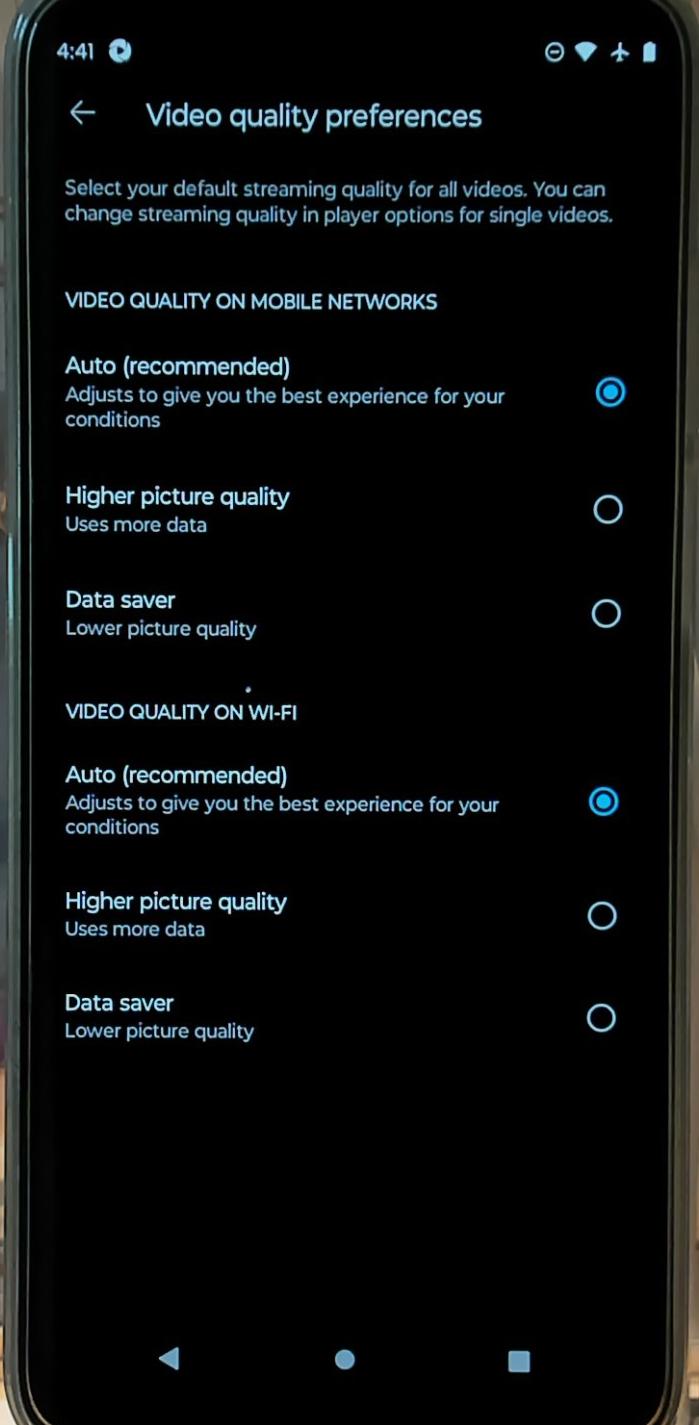 4:41
Video quality preferences
Select your default streaming quality for all videos. You can
change streaming quality in player options for single videos.
VIDEO QUALITY ON MOBILE NETWORKS
Auto (recommended)
Adjusts to give you the best experience for your
conditions
Higher picture quality
Uses more data
Data saver
Lower picture quality
VIDEO QUALITY ON WI-FI
Auto (recommended)
Adjusts to give you the best experience for your
conditions
Higher picture quality
Uses more data
Data saver
Lower picture quality